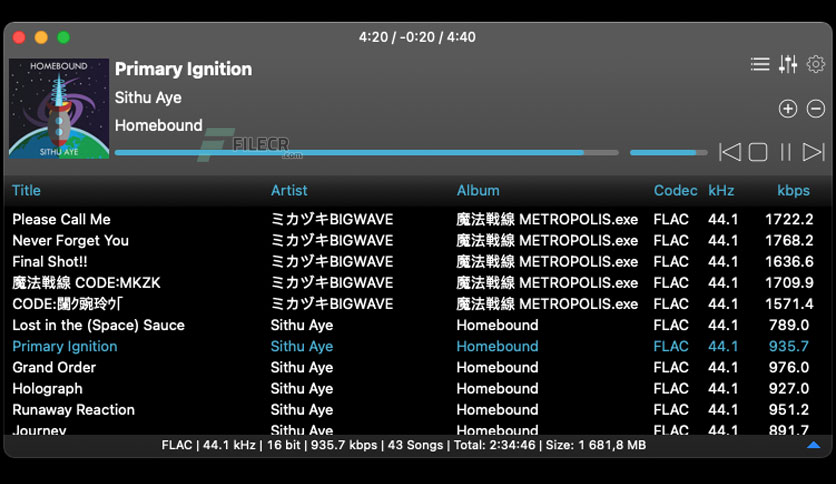 4:20 / -0:20 / 4:40
HOMEBOUND
SITHU AYE
Primary Ignition
Sithu Aye
Homebound
FILECR
.com
Title Artist Album Codec kHz kbps
Please Call Me ミカヅキBIGWAVE 魔法戦線 METROPOLIS.exe FLAC 44.1 1722.2
Never Forget You ミカヅキBIGWAVE 魔法戦線 METROPOLIS.exe FLAC 44.1 1768.2
Final Shot!! ミカヅキBIGWAVE 魔法戦線 METROPOLIS.exe FLAC 44.1 1636.6
魔法戦線 CODE:MKZK ミカヅキBIGWAVE 魔法戦線 METROPOLIS.exe FLAC 44.1 1709.9
ミカヅキBIGWAVE 魔法戦線 METROPOLIS.exe FLAC 44.1 1571.4
Lost in the (Space) Sauce Sithu Aye Homebound FLAC 44.1 789.0
Primary Ignition Sithu Aye Homebound FLAC 44.1 935.7
Grand Order Sithu Aye Homebound FLAC 44.1 976.0
Holograph Sithu Aye Homebound FLAC 44.1 927.0
Runaway Reaction Sithu Aye Homebound FLAC 44.1 951.2
Journey Sithu Aye Homebound FLAC 44.1 891.7
FLAC | 44.1 kHz | 16 bit | 935.7 kbps | 43 Songs | Total: 2:34:46 | Size: 1 681,8 MB